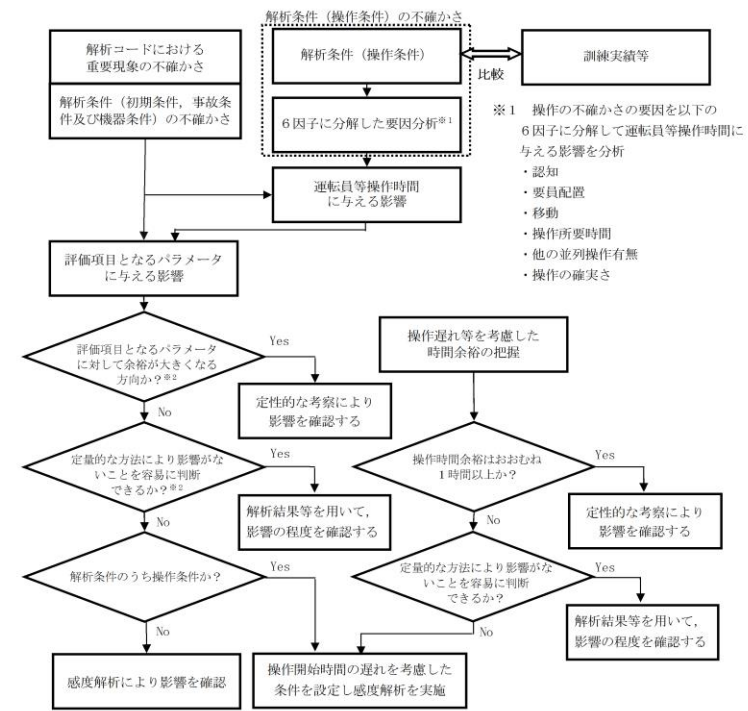 解析条件（操作条件）の不確かさ
解析コードにおける
重要現象の不確かさ
解析条件（初期条件，事故条
件及び機器条件）の不確かさ
解析条件（操作条件）
比較
訓練実績等
６因子に分解した要因分析※１
※１　操作の不確かさの要因を以下の
６因子に分解して運転員等操作時間に
与える影響を分析
・認知
・要員配置
・移動
・操作所要時間
・他の並列操作有無
・操作の確実さ
運転員等操作時間
に与える影響
評価項目となるパラメータ
に与える影響
評価項目となるパラメータ
に対して余裕が大きくなる
方向か？※２
Yes
定性的な考察により
影響を確認する
No
定量的な方法により影響がな
いことを容易に判断
できるか？※２
Yes
解析結果等を用いて，
影響の程度を確認する
No
解析条件のうち操作条件か？
Yes
No
感度解析により影響を確認
操作遅れ等を考慮した
時間余裕の把握
操作時間余裕はおおむね
１時間以上か？
Yes
定性的な考察により
影響を確認する
No
定量的な方法により影響がな
いことを容易に判断
できるか？
Yes
解析結果等を用いて，
影響の程度を確認する
No
操作開始時間の遅れを考慮した
条件を設定し感度解析を実施